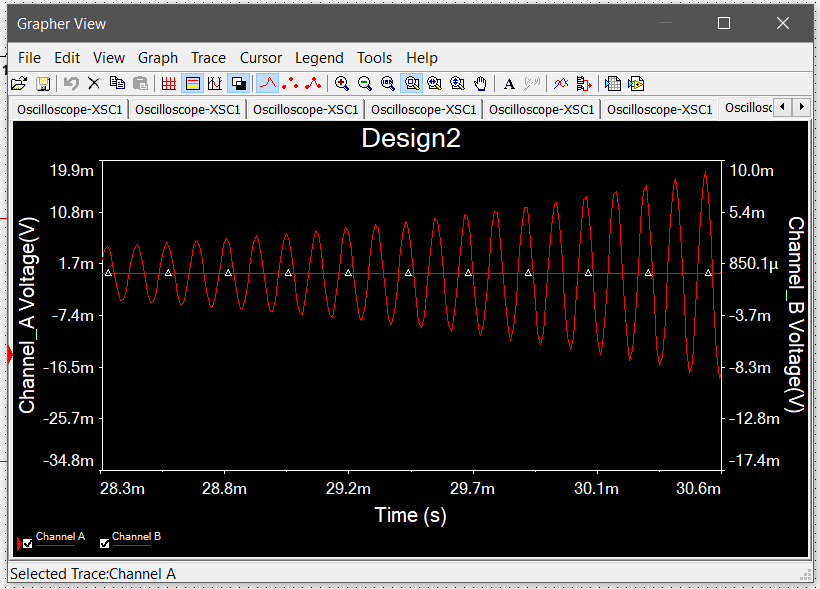 Grapher View
File Edit View Graph Trace Cursor Legend Tools Help
A
Oscilloscope-XSC1 Oscilloscope-XSC1 Oscilloscope-XSC1 Oscilloscope-XSC1 Oscilloscope-XSC1 Oscilloscope-XSC1 Oscillosc
Design2
19.9m 10.0m
10.8m 5.4m
1.7m 850.1µ
-7.4m -3.7m
-16.5m -8.3m
-25.7m -12.8m
-34.8m -17.4m
Channel_A Voltage(V)
Channel_B Voltage(V)
28.3m 28.8m 29.2m 29.7m 30.1m 30.6m
Time (s)
Channel A Channel B
Selected Trace:Channel A